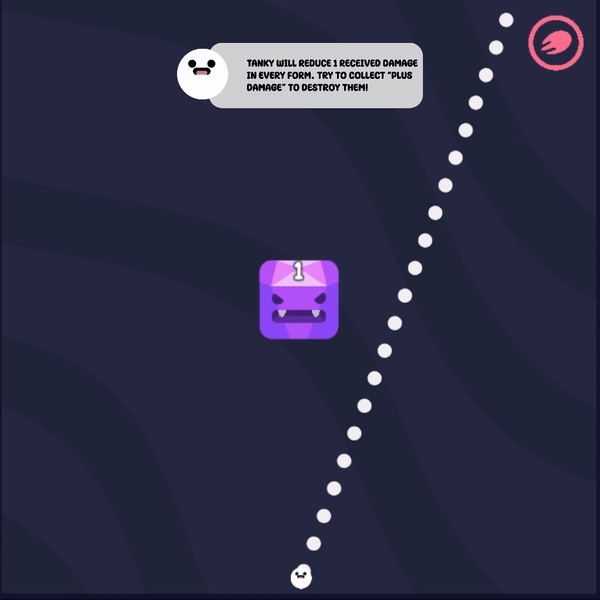 TANKY WILL REDUCE 1 RECEIVED DAMAGE
IN EVERY FORM. TRY TO COLLECT "PLUS
DAMAGE" TO DESTROY THEM!
1